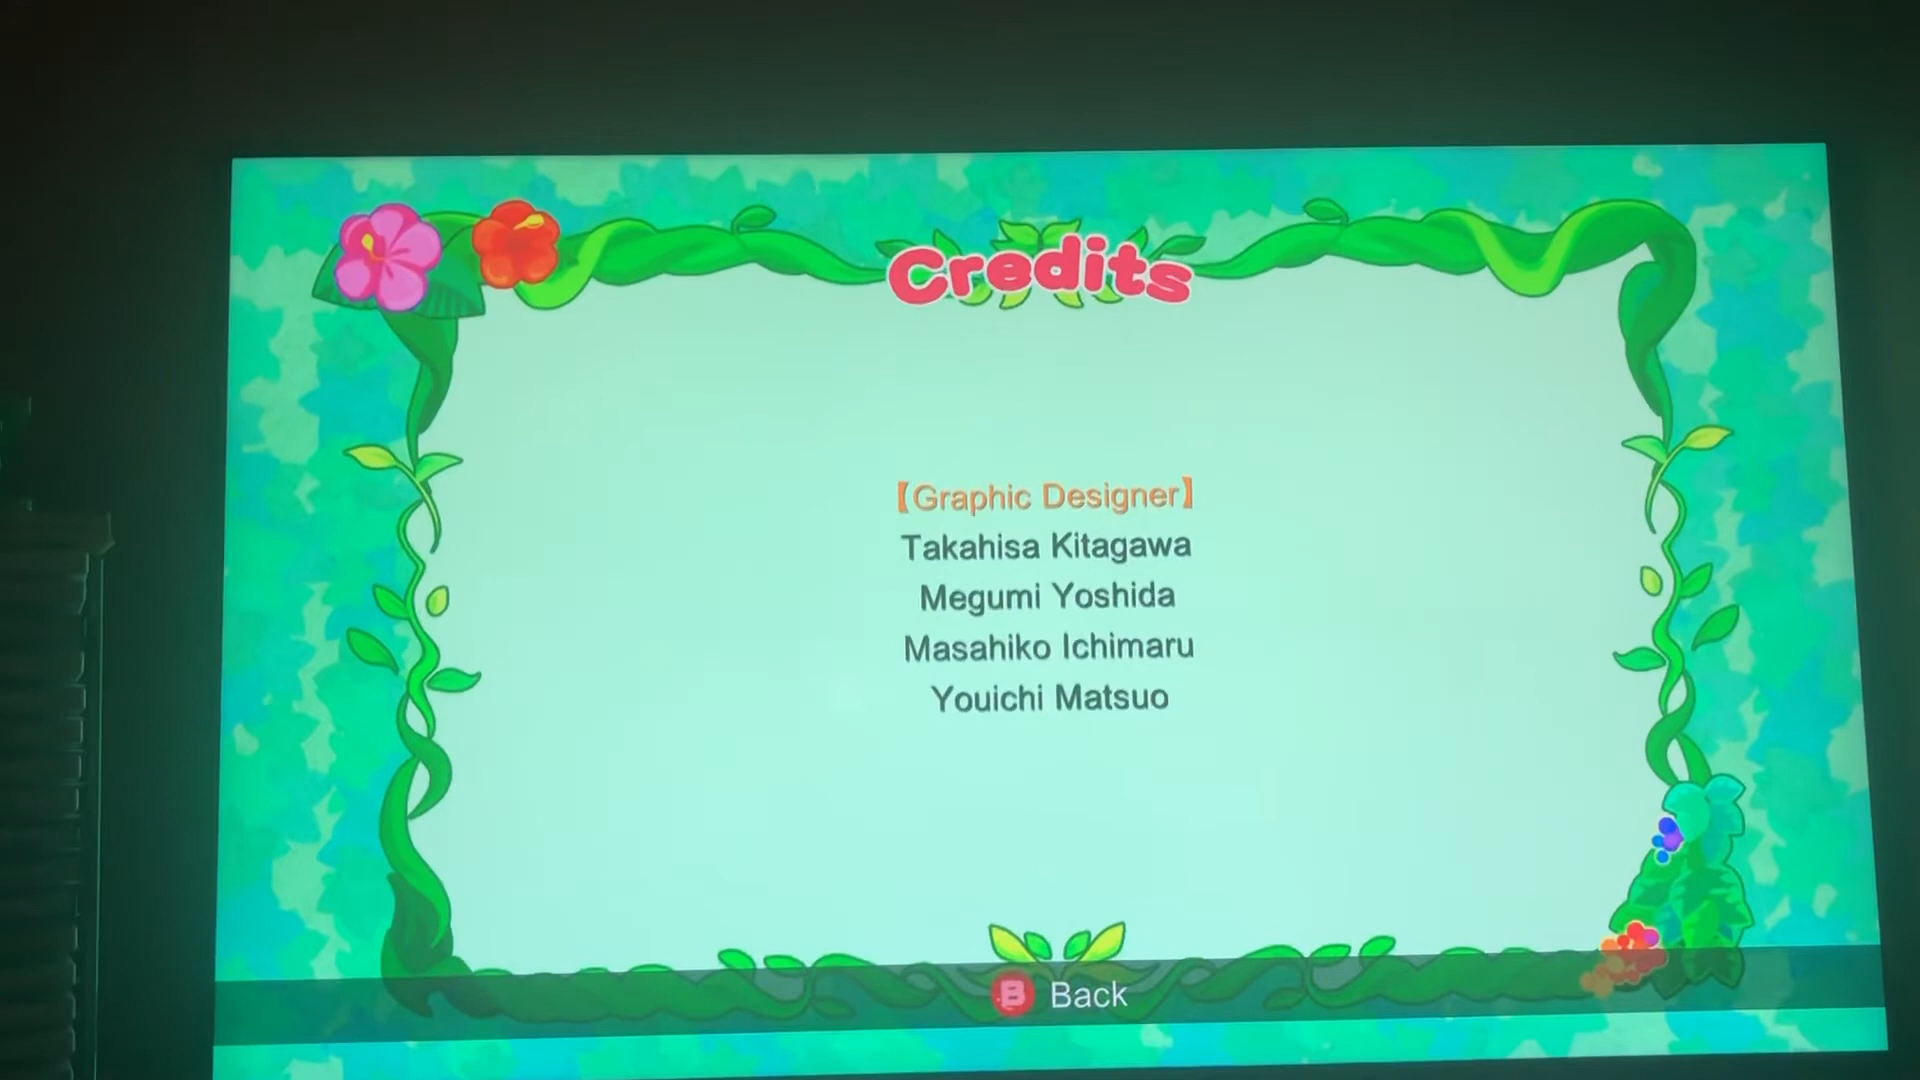 Credits
【Graphic Designer】
Takahisa Kitagawa
Megumi Yoshida
Masahiko Ichimaru
Youichi Matsuo
B Back